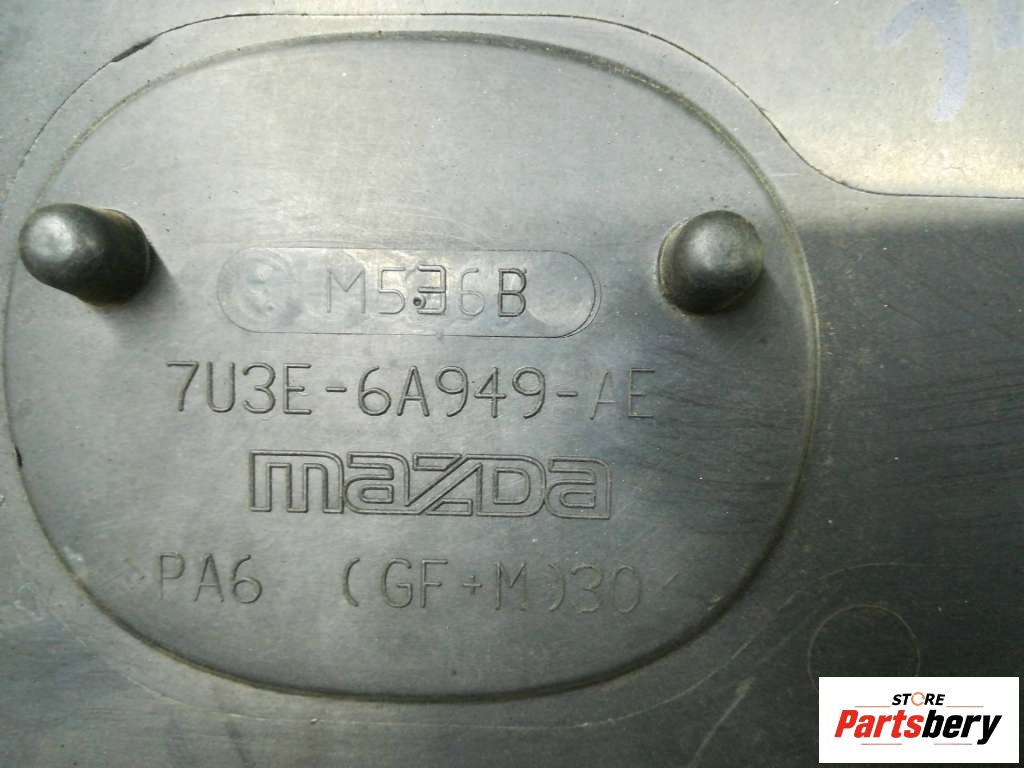 M536B
7U3E-6A949-AE
mazda
>PA6 (GF+M)30<
STORE
Partsbery